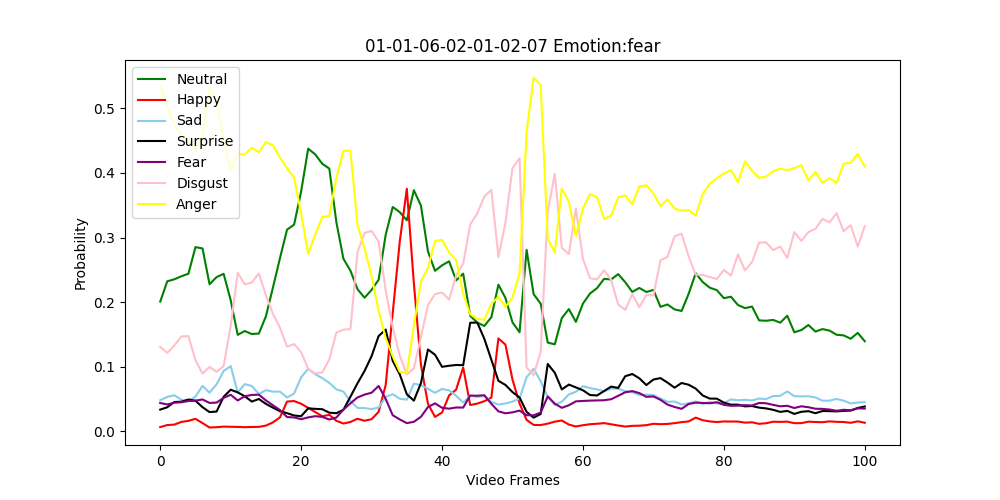 01-01-06-02-01-02-07 Emotion:fear
Neutral
Happy
Sad
Surprise
Fear
Disgust
Anger
0.5
0.4
0.3
0.2
0.1
0.0
Probability
0 20 40 60 80 100
Video Frames